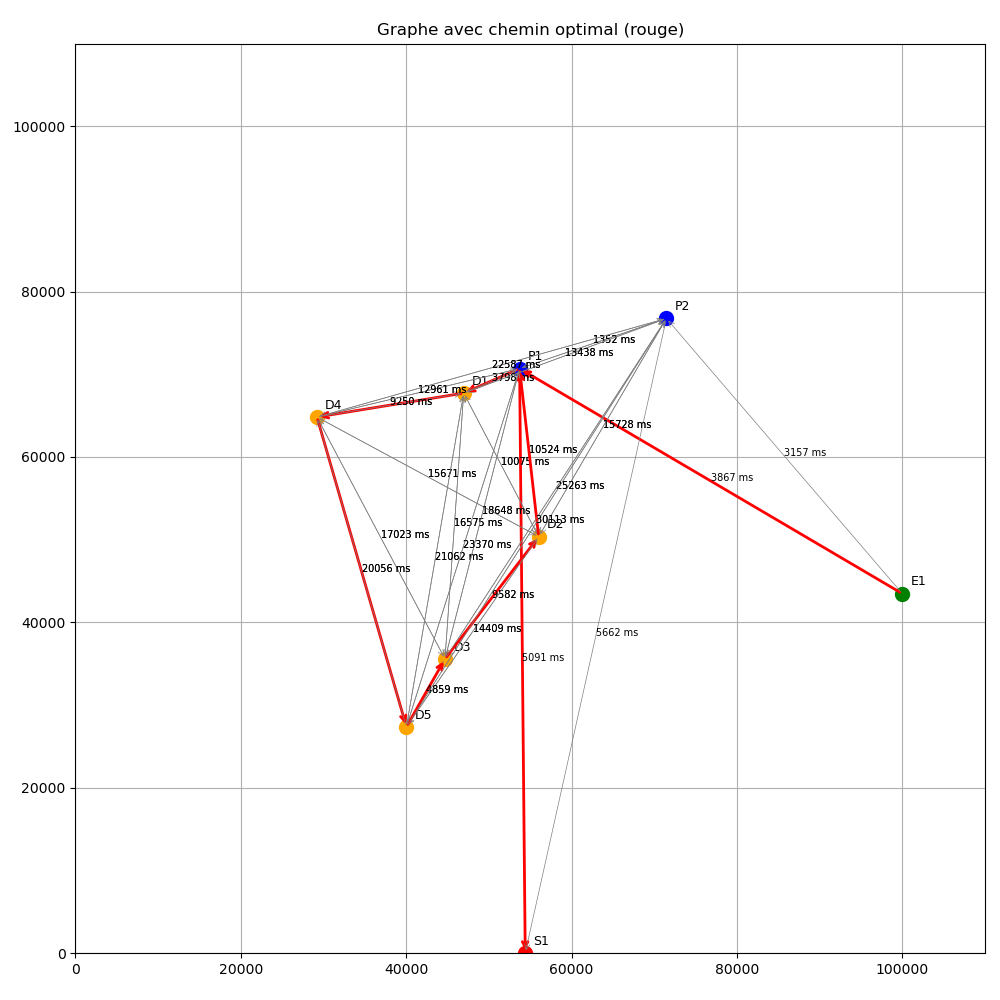 Graphe avec chemin optimal (rouge)
100000
80000
60000
40000
20000
0
P2
1352 ms
13438 ms
P1
22583 ms
3798 ms
D1
12961 ms
9250 ms
D4
15728 ms
10524 ms
3157 ms
10075 ms
15671 ms
3867 ms
25263 ms
18648 ms
30113 ms
16575 ms
D2
17023 ms
23370 ms
21062 ms
20056 ms
E1
9582 ms
14409 ms
5662 ms
D3
5091 ms
4859 ms
D5
S1
0
20000
40000
60000
80000
100000